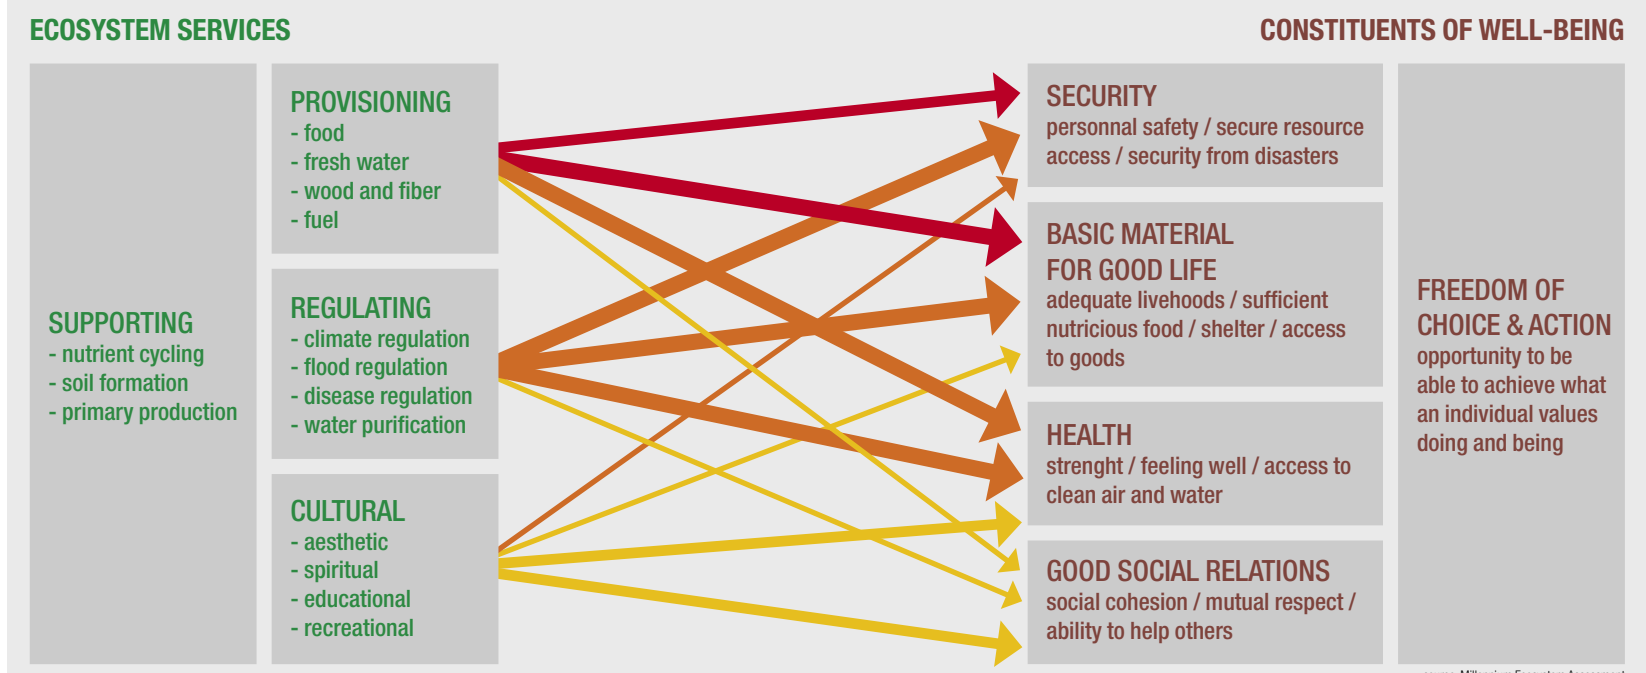 ECOSYSTEM SERVICES
CONSTITUENTS OF WELL-BEING
SUPPORTING
- nutrient cycling
- soil formation
- primary production
PROVISIONING
- food
- fresh water
- wood and fiber
- fuel
REGULATING
- climate regulation
- flood regulation
- disease regulation
- water purification
CULTURAL
- aesthetic
- spiritual
- educational
- recreational
SECURITY
personnal safety / secure resource
access / security from disasters
BASIC MATERIAL
FOR GOOD LIFE
adequate livehoods / sufficient
nutricious food / shelter / access
to goods
HEALTH
strenght / feeling well / access to
clean air and water
GOOD SOCIAL RELATIONS
social cohesion / mutual respect /
ability to help others
FREEDOM OF
CHOICE & ACTION
opportunity to be
able to achieve what
an individual values
doing and being